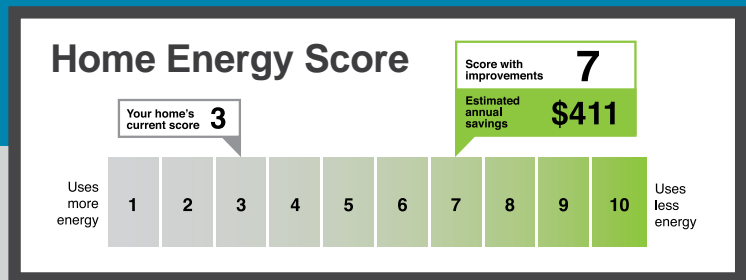 Home Energy Score
Score with
improvements 7
Estimated
annual
savings $411
Your home's
current score 3
Uses
more
energy
1 2 3 4 5 6 7 8 9 10
Uses
less
energy